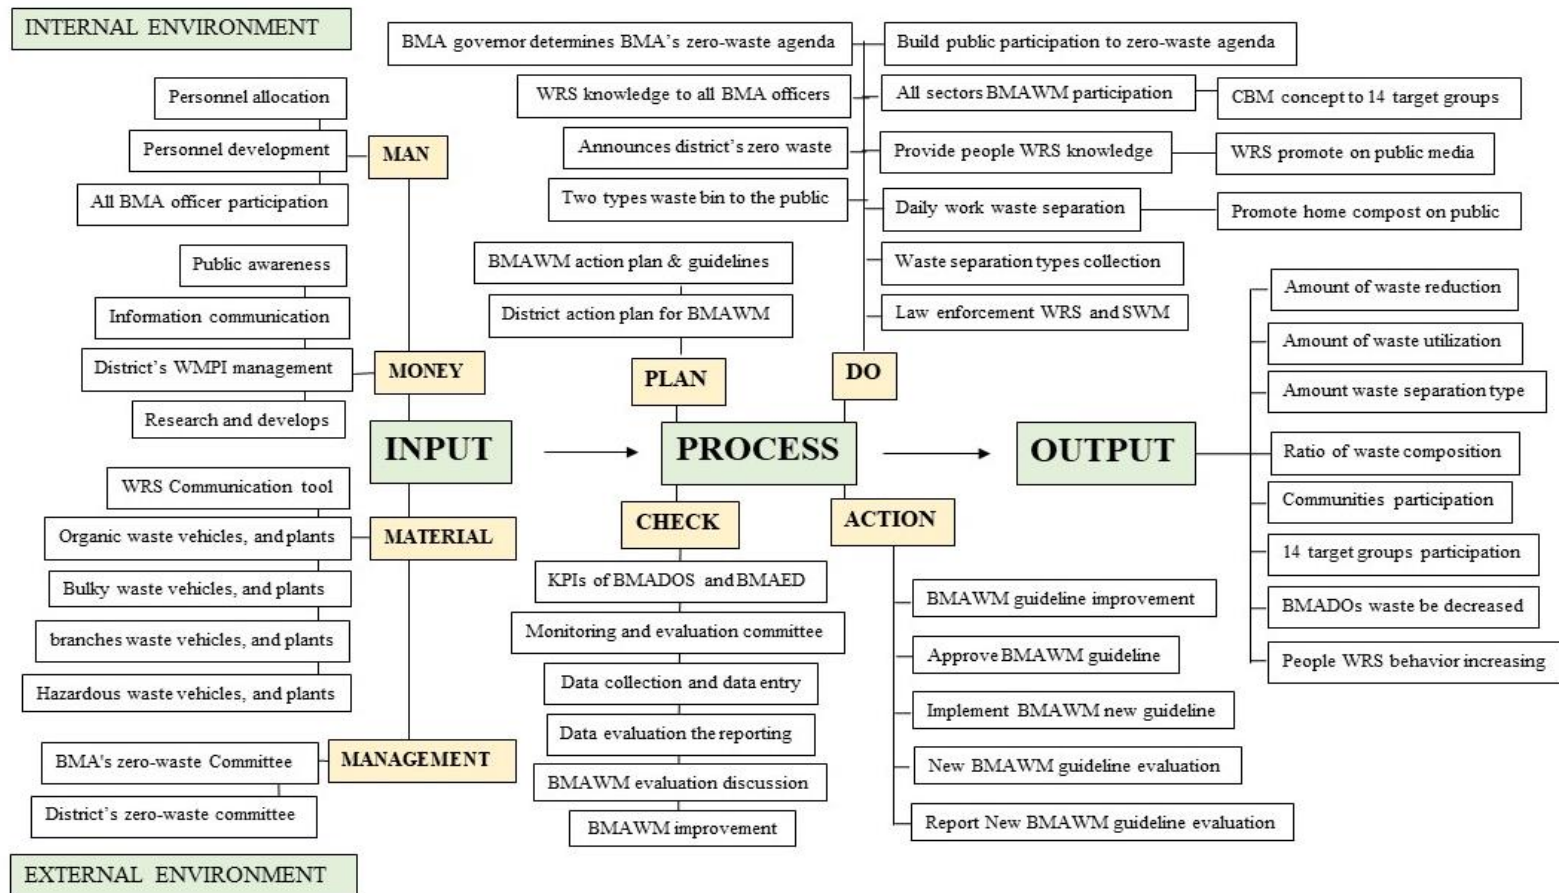 INTERNAL ENVIRONMENT
Personnel allocation
Personnel development
All BMA officer participation
MAN
Public awareness
Information communication
District's WMPI management
Research and develops
MONEY
INPUT
WRS Communication tool
Organic waste vehicles, and plants
Bulky waste vehicles, and plants
branches waste vehicles, and plants
Hazardous waste vehicles, and plants
MATERIAL
BMA's zero-waste Committee
District's zero-waste committee
MANAGEMENT
EXTERNAL ENVIRONMENT
BMA governor determines BMA's zero-waste agenda
WRS knowledge to all BMA officers
Announces district's zero waste
Two types waste bin to the public
Build public participation to zero-waste agenda
All sectors BMAWM participation
CBM concept to 14 target groups
Provide people WRS knowledge
WRS promote on public media
Daily work waste separation
Promote home compost on public
Waste separation types collection
Law enforcement WRS and SWM
BMAWM action plan & guidelines
District action plan for BMAWM
PLAN
DO
PROCESS
CHECK
ACTION
KPIs of BMADOS and BMAED
Monitoring and evaluation committee
Data collection and data entry
Data evaluation the reporting
BMAWM evaluation discussion
BMAWM improvement
BMAWM guideline improvement
Approve BMAWM guideline
Implement BMAWM new guideline
New BMAWM guideline evaluation
Report New BMAWM guideline evaluation
OUTPUT
Amount of waste reduction
Amount of waste utilization
Amount waste separation type
Ratio of waste composition
Communities participation
14 target groups participation
BMADOs waste be decreased
People WRS behavior increasing